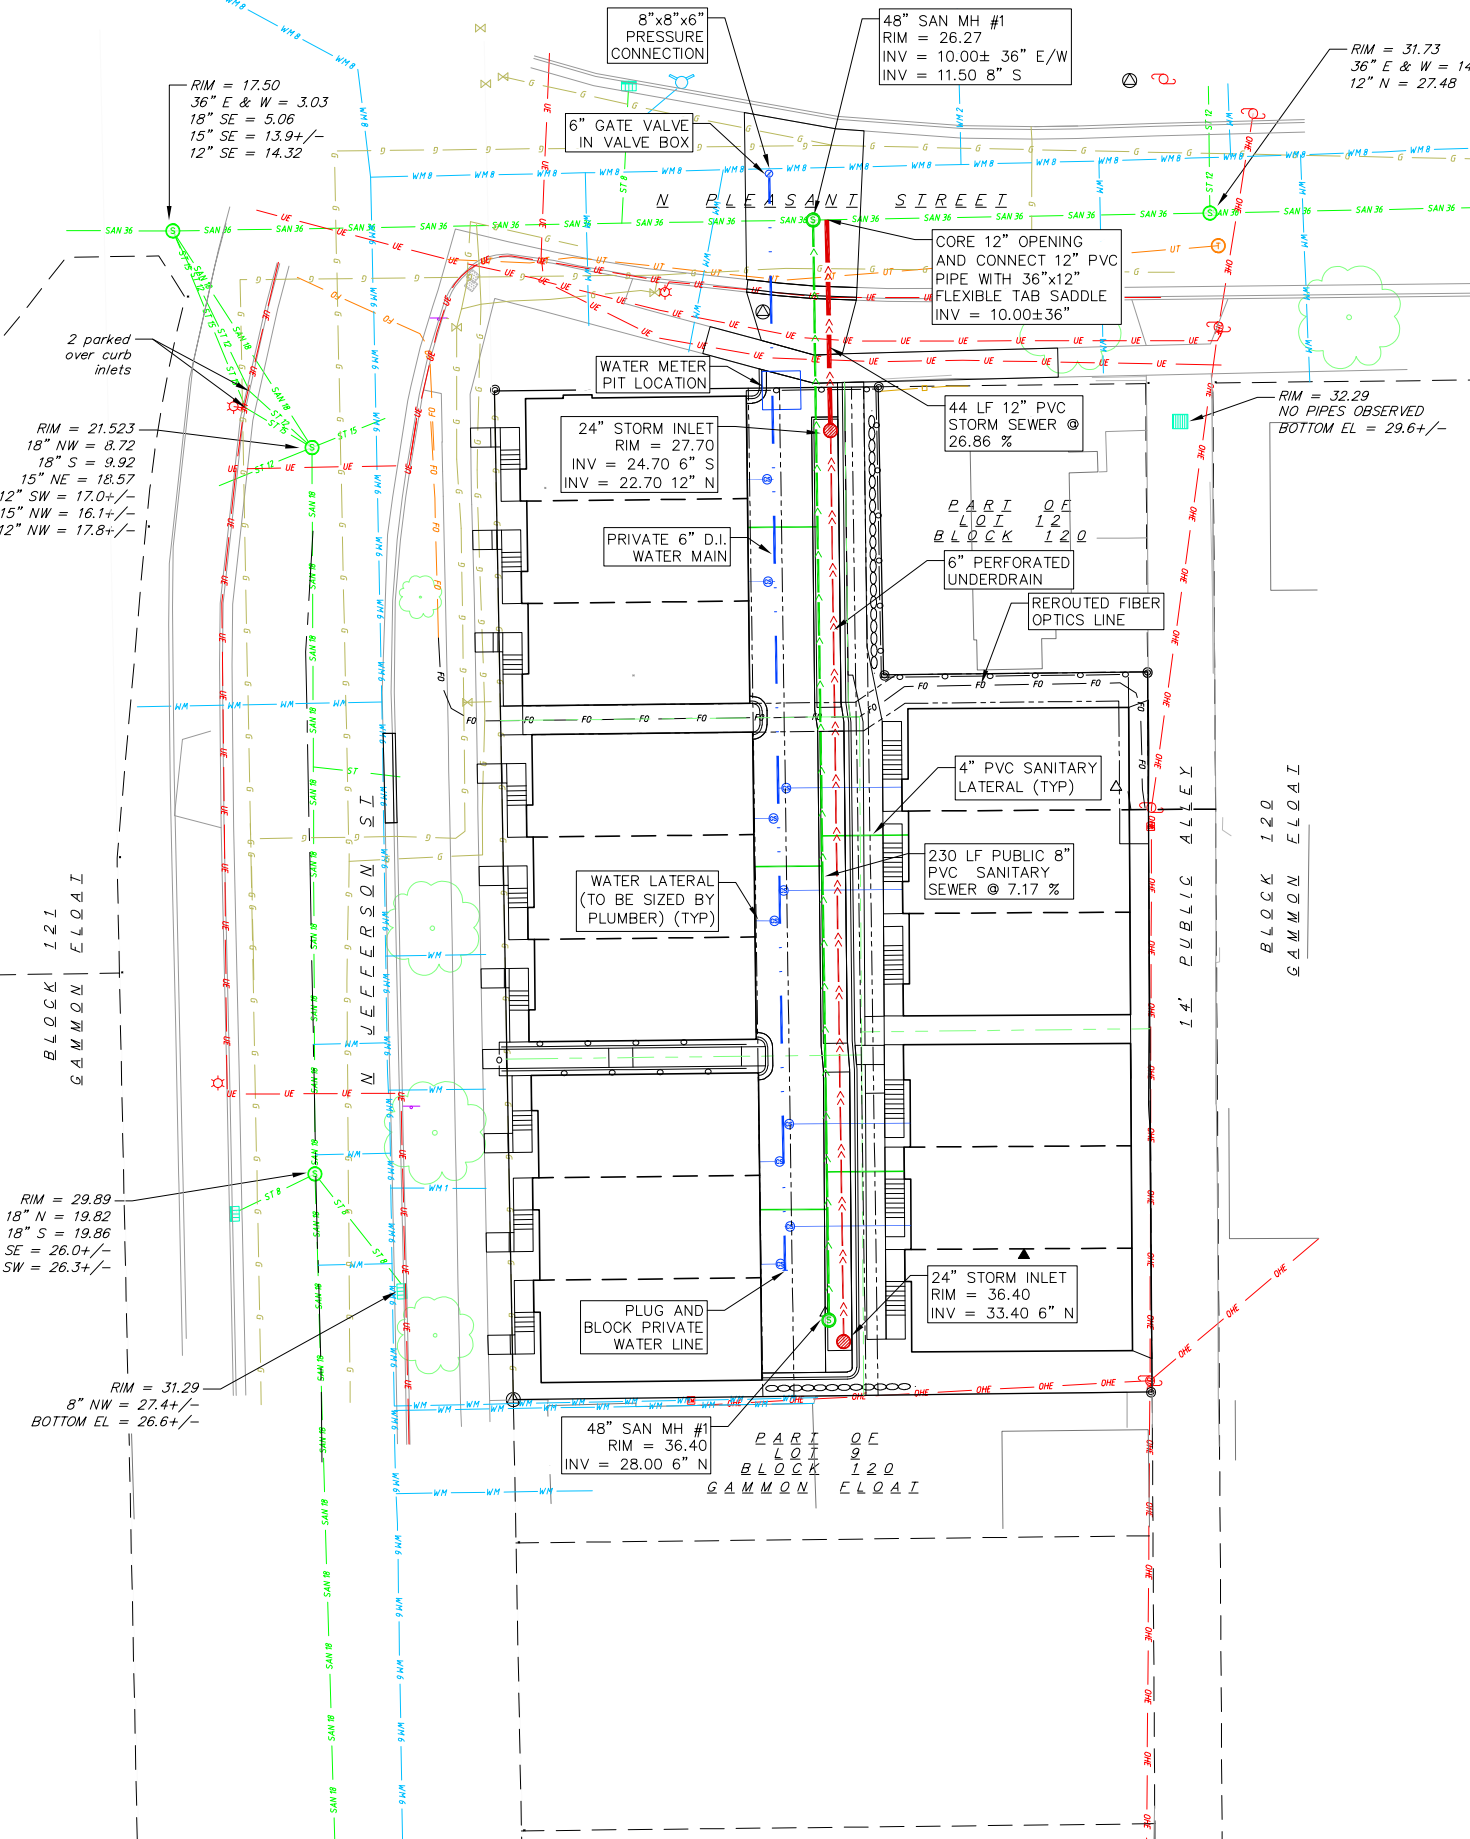 8"x8"x6"
PRESSURE
CONNECTION
48" SAN MH #1
RIM = 26.27
INV = 10.00± 36" E/W
INV = 11.50 8" S
RIM = 31.73
36" E & W = 14
12" N = 27.48
RIM = 17.50
36" E & W = 3.03
18" SE = 5.06
15" SE = 13.9+/-
12" SE = 14.32
6" GATE VALVE
IN VALVE BOX
N PLEASANT STREET
CORE 12" OPENING
AND CONNECT 12" PVC
PIPE WITH 36"x12"
FLEXIBLE TAB SADDLE
INV = 10.00±36"
2 parked
over curb
inlets
WATER METER
PIT LOCATION
44 LF 12" PVC
STORM SEWER @
26.86 %
RIM = 32.29
NO PIPES OBSERVED
BOTTOM EL = 29.6+/-
24" STORM INLET
RIM = 27.70
INV = 24.70 6" S
INV = 22.70 12" N
RIM = 21.523
18" NW = 8.72
18" S = 9.92
15" NE = 18.57
12" SW = 17.0+/-
15" NW = 16.1+/-
12" NW = 17.8+/-
PART OF
LOT 12
BLOCK 120
PRIVATE 6" D.I.
WATER MAIN
6" PERFORATED
UNDERDRAIN
REROUTED FIBER
OPTICS LINE
4" PVC SANITARY
LATERAL (TYP)
230 LF PUBLIC 8"
PVC SANITARY
SEWER @ 7.17 %
WATER LATERAL
(TO BE SIZED BY
PLUMBER) (TYP)
BLOCK 121
GAMMON FLOAT
N JEFFERSON ST
14' PUBLIC ALLEY
BLOCK 120
GAMMON FLOAT
RIM = 29.89
18" N = 19.82
18" S = 19.86
SE = 26.0+/-
SW = 26.3+/-
PLUG AND
BLOCK PRIVATE
WATER LINE
24" STORM INLET
RIM = 36.40
INV = 33.40 6" N
RIM = 31.29
8" NW = 27.4+/-
BOTTOM EL = 26.6+/-
48" SAN MH #1
RIM = 36.40
INV = 28.00 6" N
PART OF
LOT 9
BLOCK 120
GAMMON FLOAT